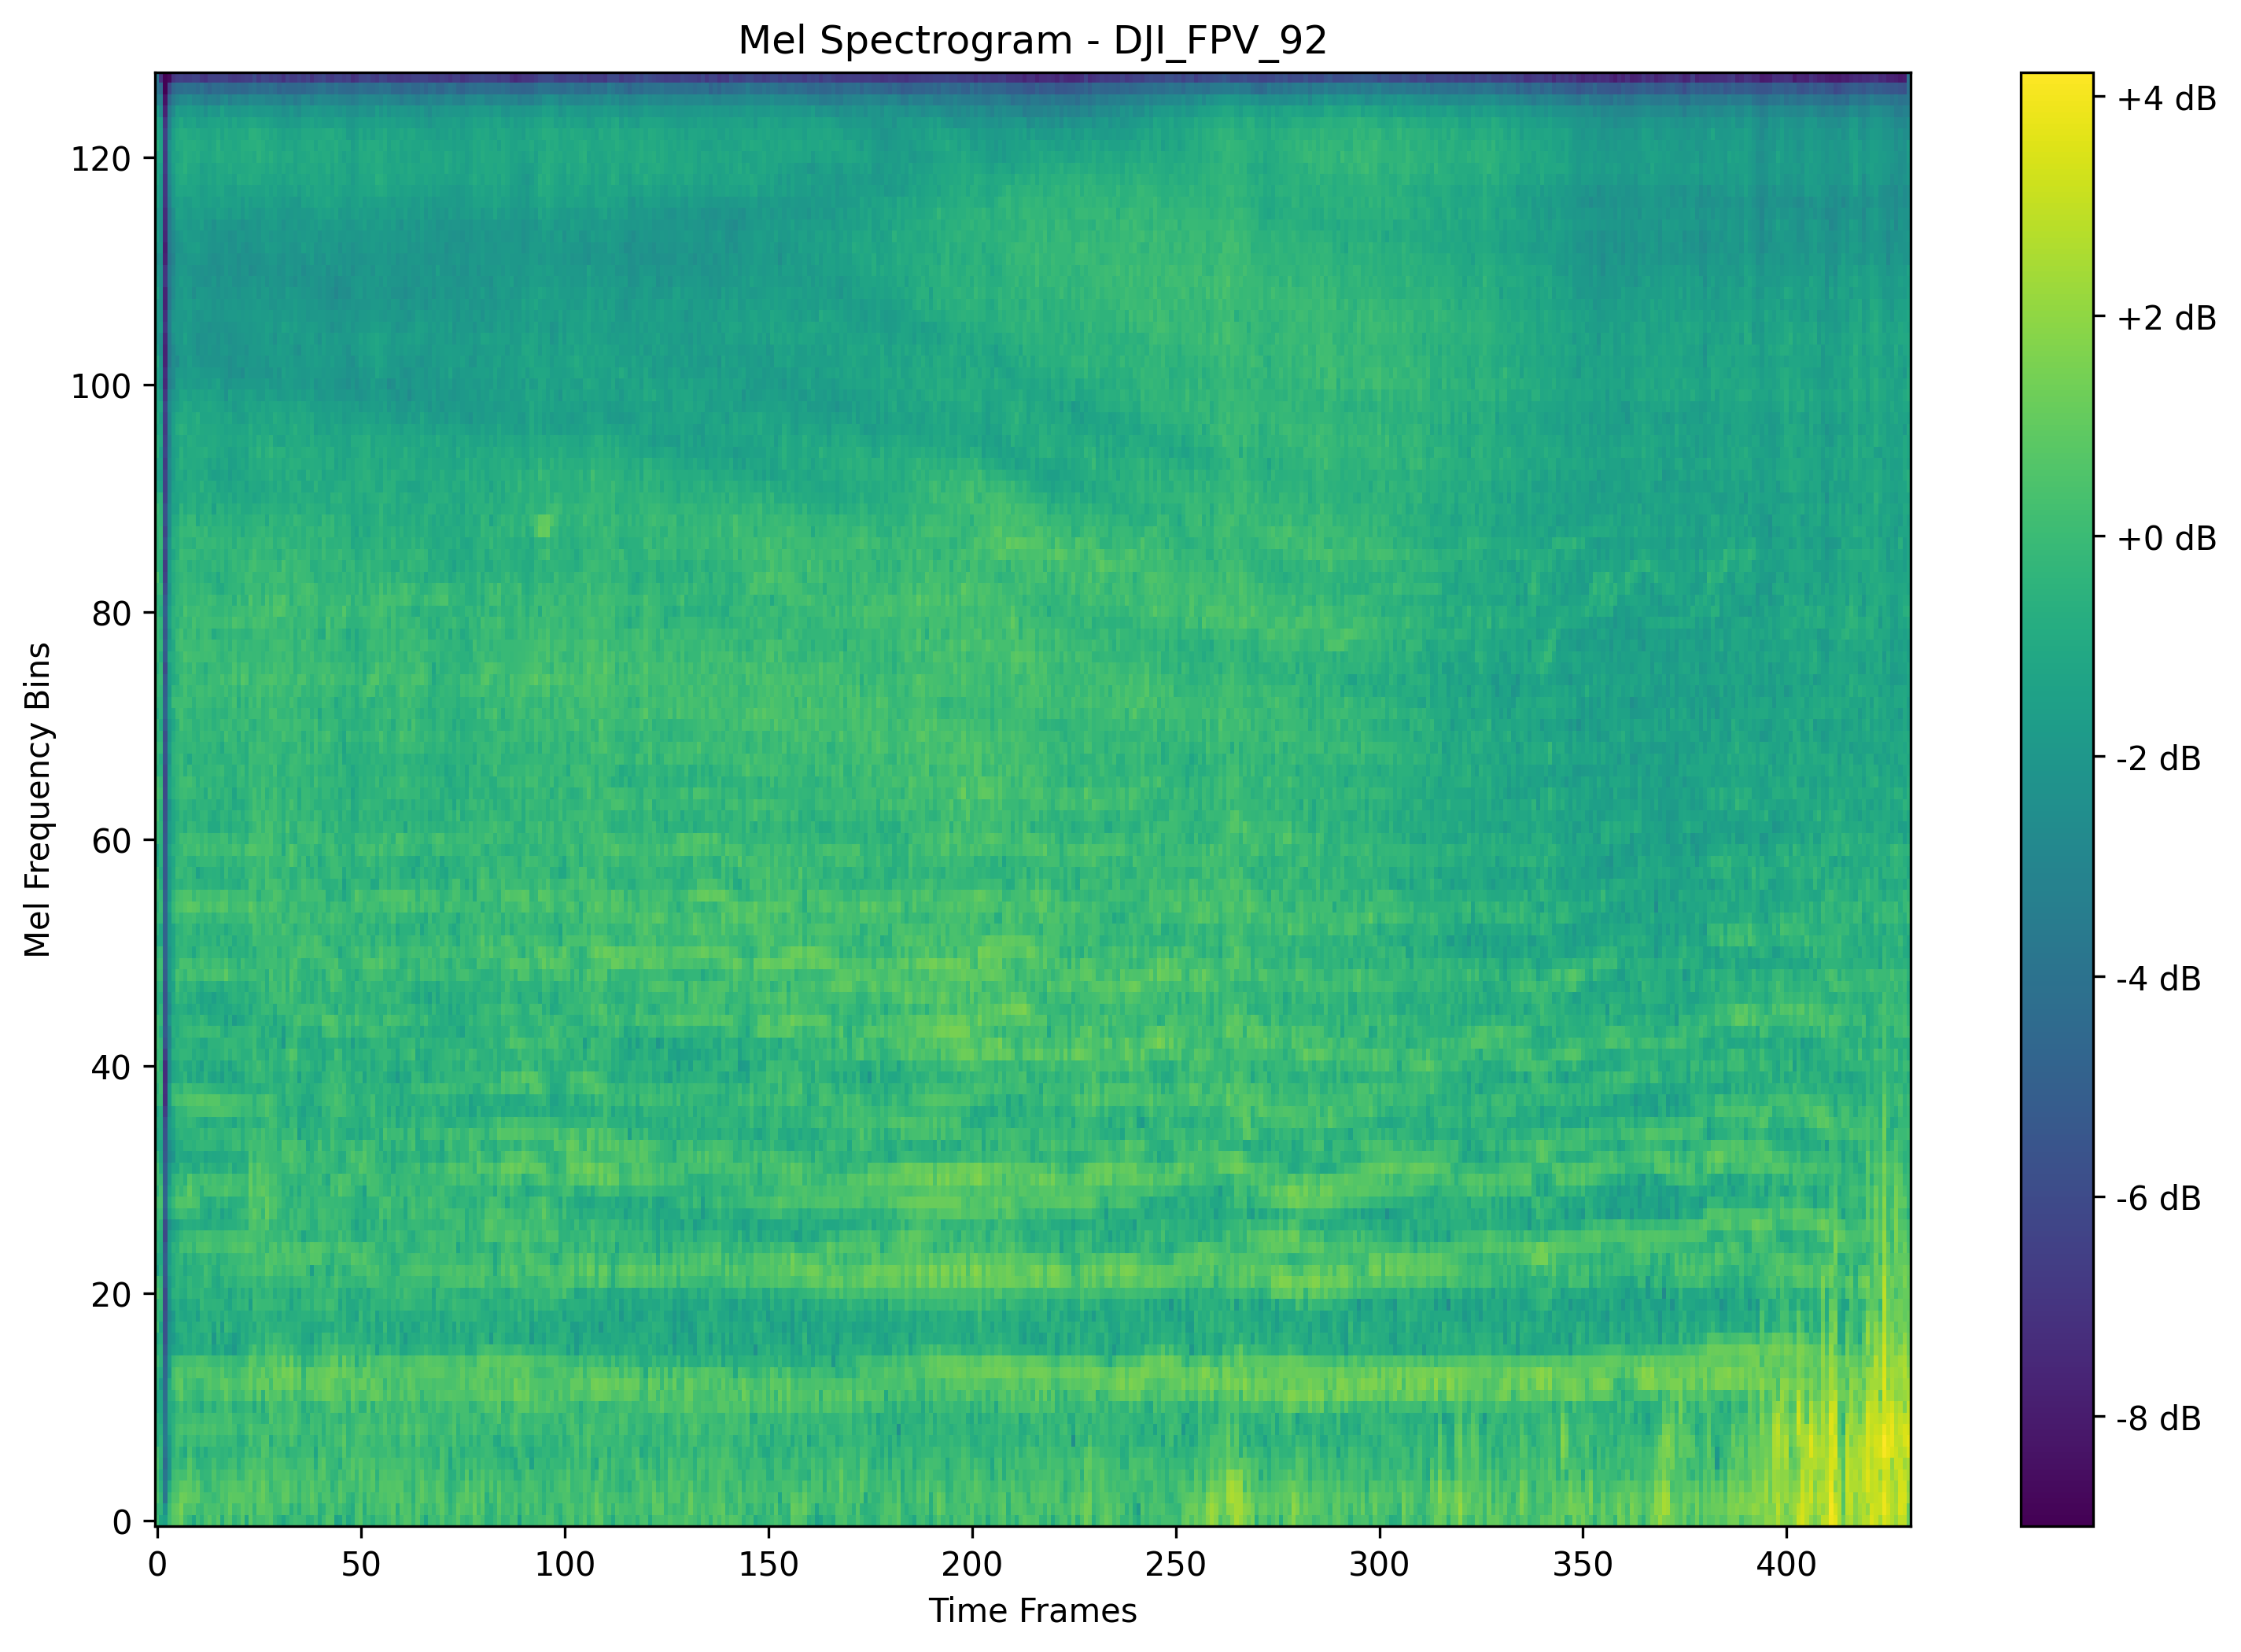 Mel Spectrogram - DJI_FPV_92
Mel Frequency Bins
120
100
80
60
40
20
0
0 50 100 150 200 250 300 350 400
Time Frames
+4 dB
+2 dB
+0 dB
-2 dB
-4 dB
-6 dB
-8 dB